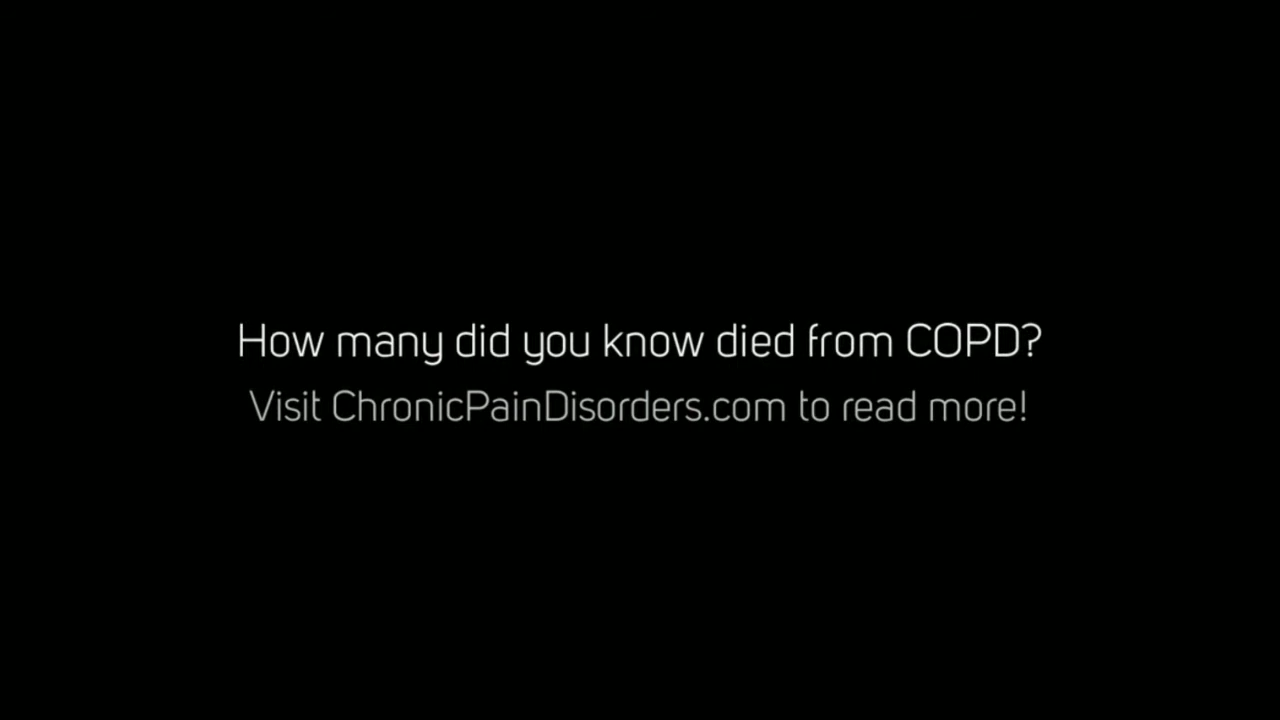 How many did you know died from COPD?
Visit ChronicPainDisorders.com to read more!